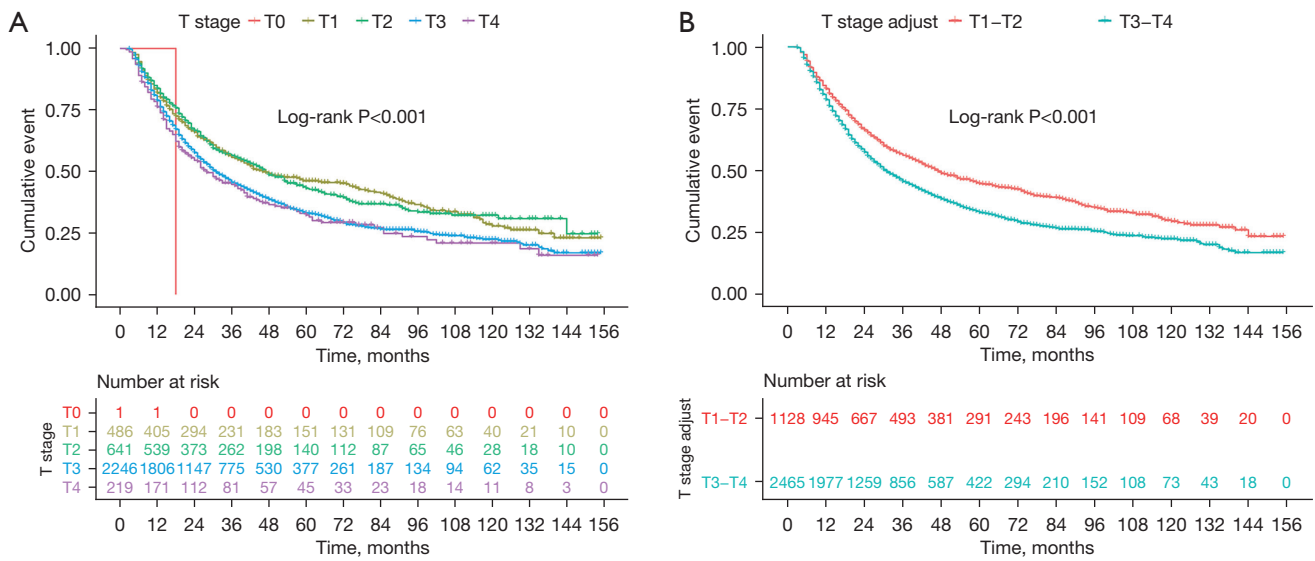 A
T stage T0 T1 T2 T3 T4
1.00
0.75
0.50
0.25
0.00
Cumulative event
Log-rank P<0.001
0 12 24 36 48 60 72 84 96 108 120 132 144 156
Time, months
Number at risk
T stage
T0 1 1 0 0 0 0 0 0 0 0 0 0 0 0
T1 486 405 294 231 183 151 131 109 76 63 40 21 10 0
T2 641 539 373 262 198 140 112 87 65 46 28 18 10 0
T3 2246 1806 1147 775 530 377 261 187 134 94 62 35 15 0
T4 219 171 112 81 57 45 33 23 18 14 11 8 3 0
0 12 24 36 48 60 72 84 96 108 120 132 144 156
Time, months
B
T stage adjust T1–T2 T3–T4
1.00
0.75
0.50
0.25
0.00
Cumulative event
Log-rank P<0.001
0 12 24 36 48 60 72 84 96 108 120 132 144 156
Time, months
Number at risk
T stage adjust
T1–T2 1128 945 667 493 381 291 243 196 141 109 68 39 20 0
T3–T4 2465 1977 1259 856 587 422 294 210 152 108 73 43 18 0
0 12 24 36 48 60 72 84 96 108 120 132 144 156
Time, months